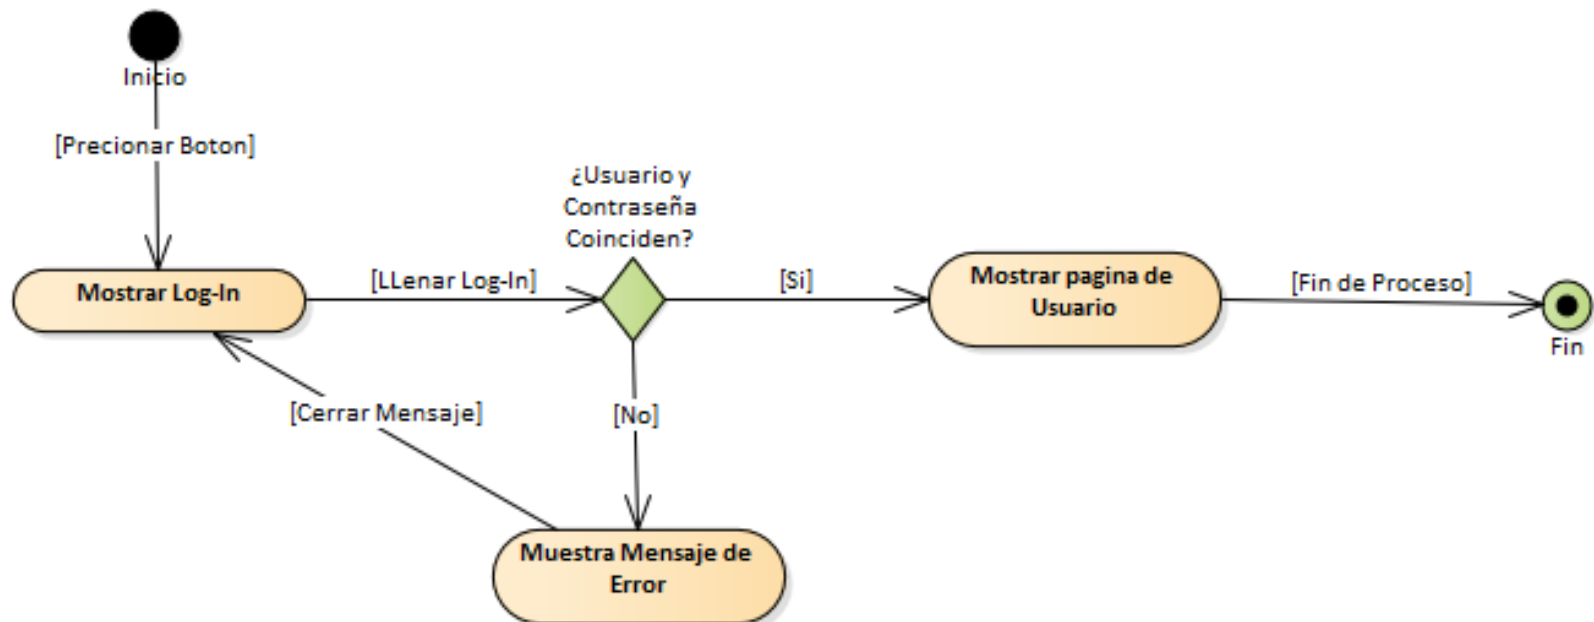 Inicio
[Precionar Boton]
¿Usuario y
Contraseña
Coinciden?
Mostrar Log-In
[LLenar Log-In]
[Si]
Mostrar pagina de
Usuario
[Fin de Proceso]
Fin
[Cerrar Mensaje]
[No]
Muestra Mensaje de
Error